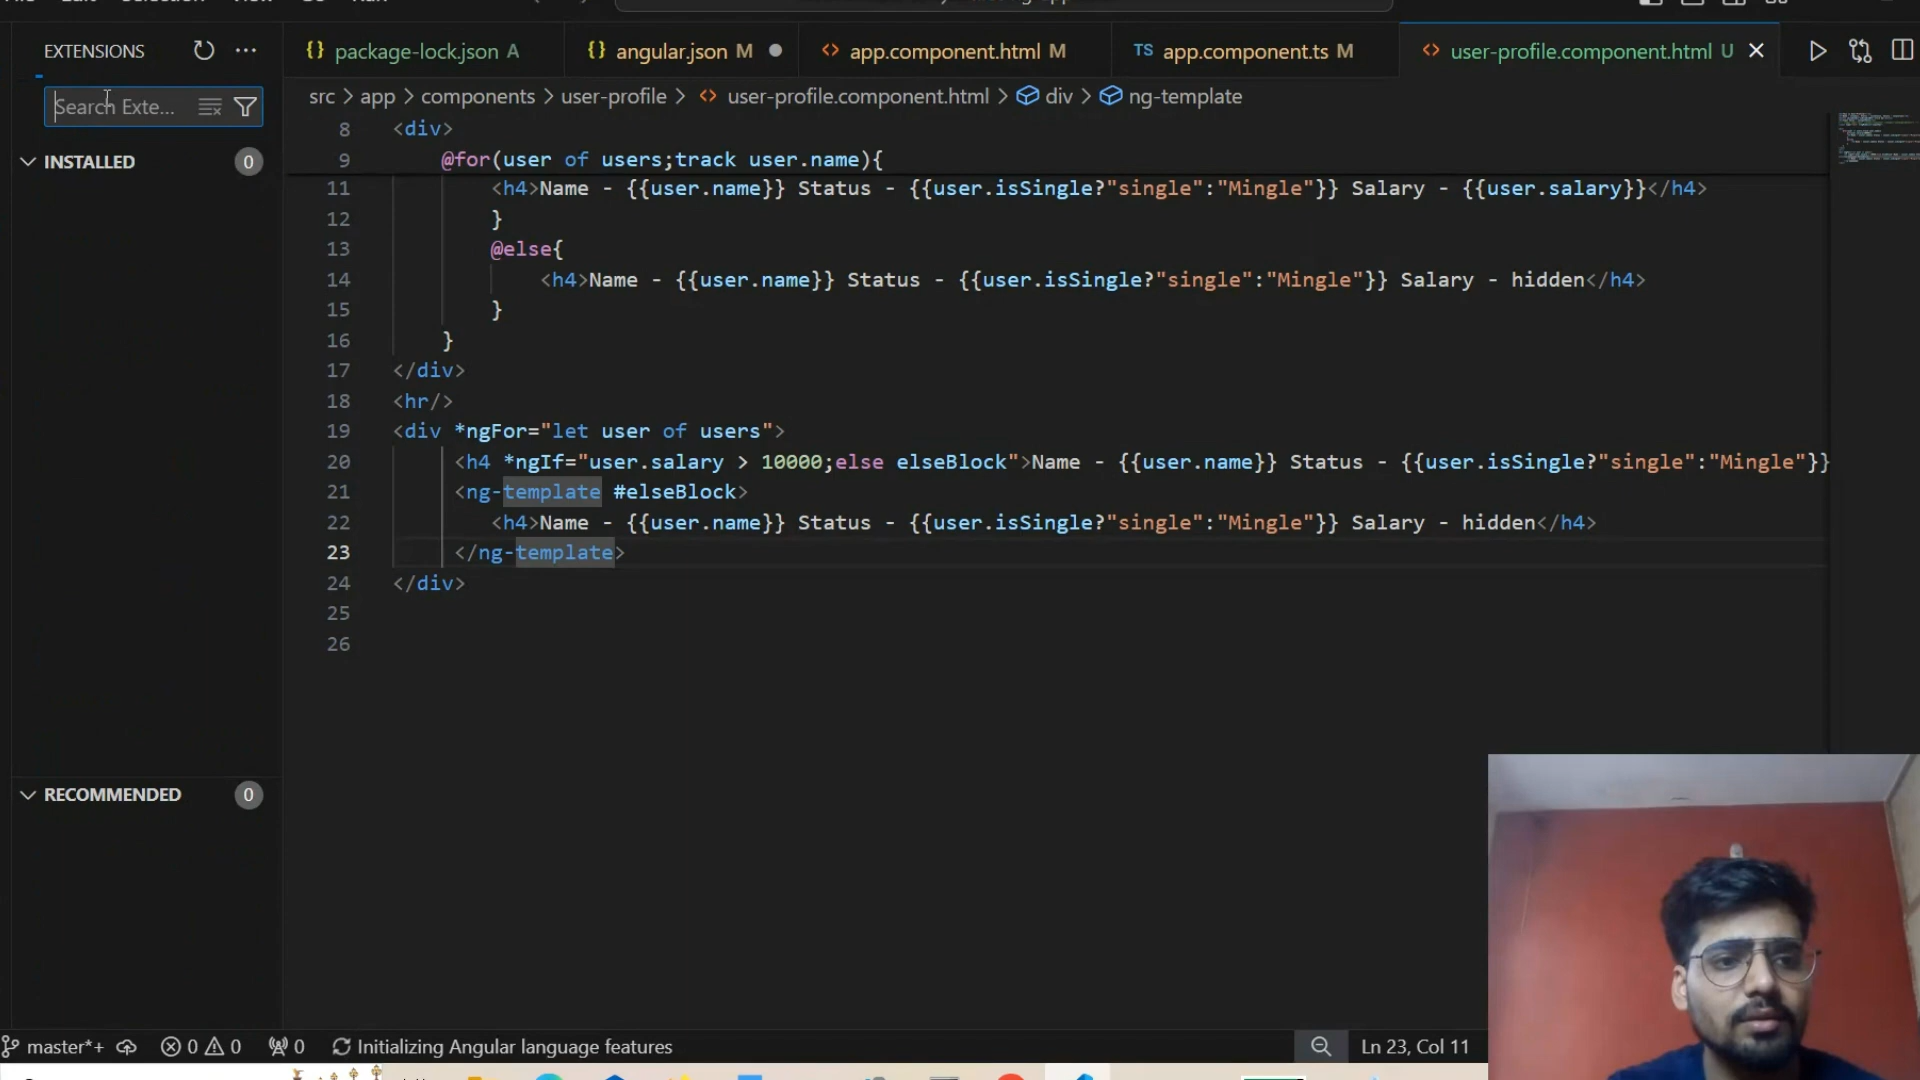 EXTENSIONS
Search Exte...
INSTALLED 0
RECOMMENDED 0
package-lock.json A
angular.json M
app.component.html M
TS app.component.ts M
user-profile.component.html U
src > app > components > user-profile > user-profile.component.html > div > ng-template
8 <div>
9 @for(user of users;track user.name){
11 <h4>Name - {{user.name}} Status - {{user.isSingle?"single":"Mingle"}} Salary - {{user.salary}}</h4>
12 }
13 @else{
14 <h4>Name - {{user.name}} Status - {{user.isSingle?"single":"Mingle"}} Salary - hidden</h4>
15 }
16 }
17 </div>
18 <hr/>
19 <div *ngFor="let user of users">
20 <h4 *ngIf="user.salary > 10000;else elseBlock">Name - {{user.name}} Status - {{user.isSingle?"single":"Mingle"}}
21 <ng-template #elseBlock>
22 <h4>Name - {{user.name}} Status - {{user.isSingle?"single":"Mingle"}} Salary - hidden</h4>
23 </ng-template>
24 </div>
25
26
master*+ 0 0 0 Initializing Angular language features Ln 23, Col 11